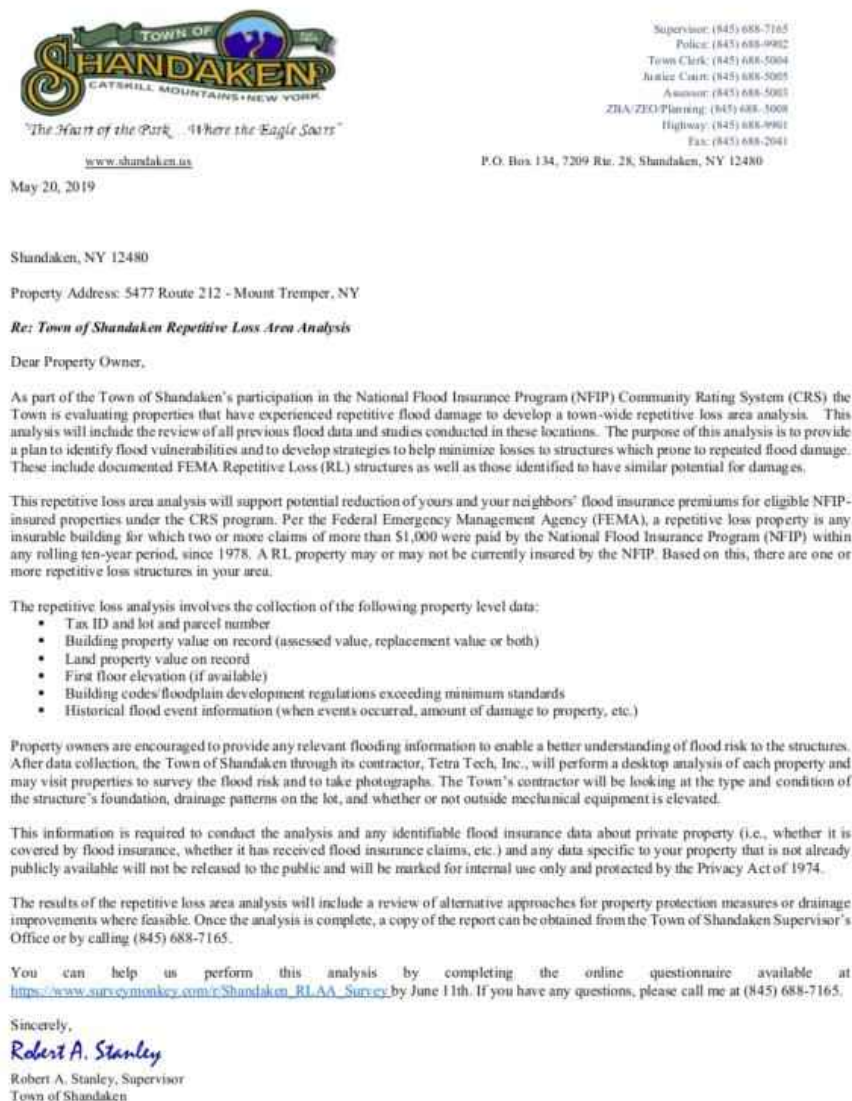 TOWN OF
SHANDAKEN
CATSKILL MOUNTAINS • NEW YORK
"The Heart of the Park... Where the Eagle Soars"
www.shandaken.us
Supervisor: (845) 688-7165
Police: (845) 688-9902
Town Clerk: (845) 688-5004
Justice Court: (845) 688-5005
Assessor: (845) 688-5003
ZBA/ZEO/Planning: (845) 688-5008
Highway: (845) 688-9901
Fax: (845) 688-2041
P.O. Box 134, 7209 Rte. 28, Shandaken, NY 12480
May 20, 2019
Shandaken, NY 12480
Property Address: 5477 Route 212 - Mount Tremper, NY
Re: Town of Shandaken Repetitive Loss Area Analysis
Dear Property Owner,
As part of the Town of Shandaken's participation in the National Flood Insurance Program (NFIP) Community Rating System (CRS) the
Town is evaluating properties that have experienced repetitive flood damage to develop a town-wide repetitive loss area analysis. This
analysis will include the review of all previous flood data and studies conducted in these locations. The purpose of this analysis is to provide
a plan to identify flood vulnerabilities and to develop strategies to help minimize losses to structures which prone to repeated flood damage.
These include documented FEMA Repetitive Loss (RL) structures as well as those identified to have similar potential for damages.
This repetitive loss area analysis will support potential reduction of yours and your neighbors' flood insurance premiums for eligible NFIP-
insured properties under the CRS program. Per the Federal Emergency Management Agency (FEMA), a repetitive loss property is any
insurable building for which two or more claims of more than $1,000 were paid by the National Flood Insurance Program (NFIP) within
any rolling ten-year period, since 1978. A RL property may or may not be currently insured by the NFIP. Based on this, there are one or
more repetitive loss structures in your area.
The repetitive loss analysis involves the collection of the following property level data:
▪ Tax ID and lot and parcel number
▪ Building property value on record (assessed value, replacement value or both)
▪ Land property value on record
▪ First floor elevation (if available)
▪ Building codes/floodplain development regulations exceeding minimum standards
▪ Historical flood event information (when events occurred, amount of damage to property, etc.)
Property owners are encouraged to provide any relevant flooding information to enable a better understanding of flood risk to the structures.
After data collection, the Town of Shandaken through its contractor, Tetra Tech, Inc., will perform a desktop analysis of each property and
may visit properties to survey the flood risk and to take photographs. The Town's contractor will be looking at the type and condition of
the structure's foundation, drainage patterns on the lot, and whether or not outside mechanical equipment is elevated.
This information is required to conduct the analysis and any identifiable flood insurance data about private property (i.e., whether it is
covered by flood insurance, whether it has received flood insurance claims, etc.) and any data specific to your property that is not already
publicly available will not be released to the public and will be marked for internal use only and protected by the Privacy Act of 1974.
The results of the repetitive loss area analysis will include a review of alternative approaches for property protection measures or drainage
improvements where feasible. Once the analysis is complete, a copy of the report can be obtained from the Town of Shandaken Supervisor's
Office or by calling (845) 688-7165.
You can help us perform this analysis by completing the online questionnaire available at
https://www.surveymonkey.com/r/Shandaken_RLAA_Survey by June 11th. If you have any questions, please call me at (845) 688-7165.
Sincerely,
Robert A. Stanley
Robert A. Stanley, Supervisor
Town of Shandaken